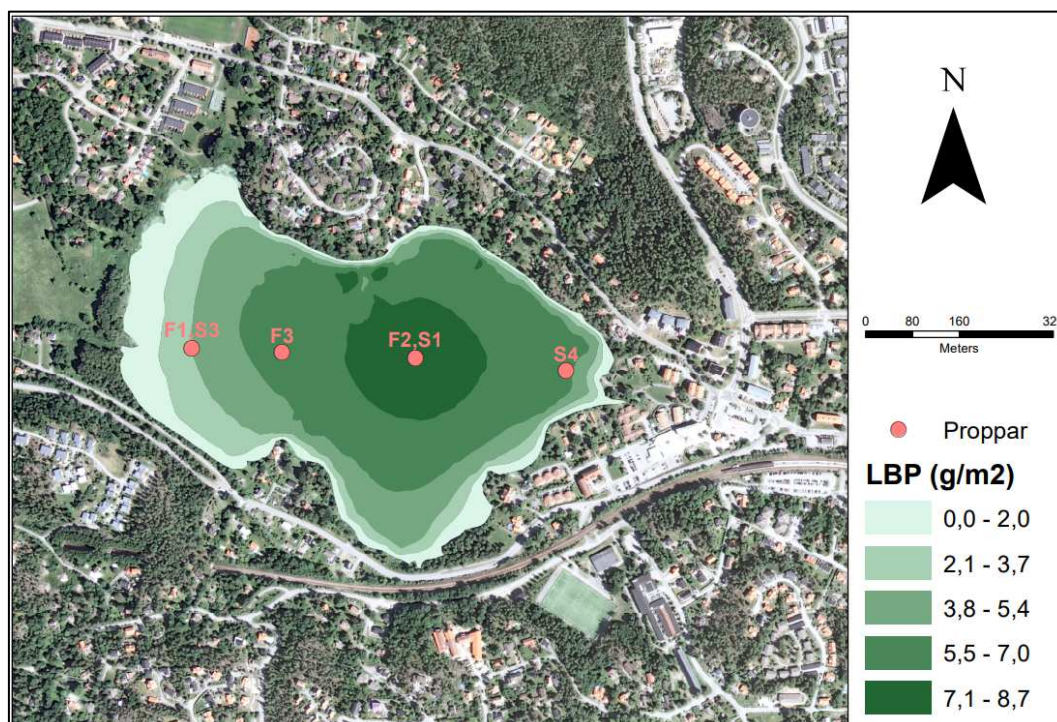 N
0 80 160 32
Meters
F1,S3
F3
F2,S1
S4
Proppar
LBP (g/m2)
0,0 - 2,0
2,1 - 3,7
3,8 - 5,4
5,5 - 7,0
7,1 - 8,7